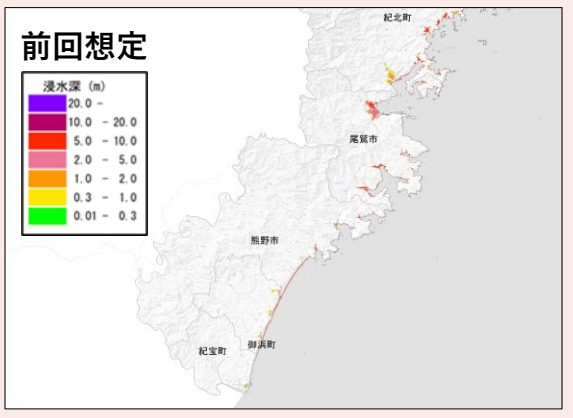 前回想定
浸水深 (m)
20.0 -
10.0 - 20.0
5.0 - 10.0
2.0 - 5.0
1.0 - 2.0
0.3 - 1.0
0.01 - 0.3
紀北町
尾鷲市
熊野市
御浜町
紀宝町